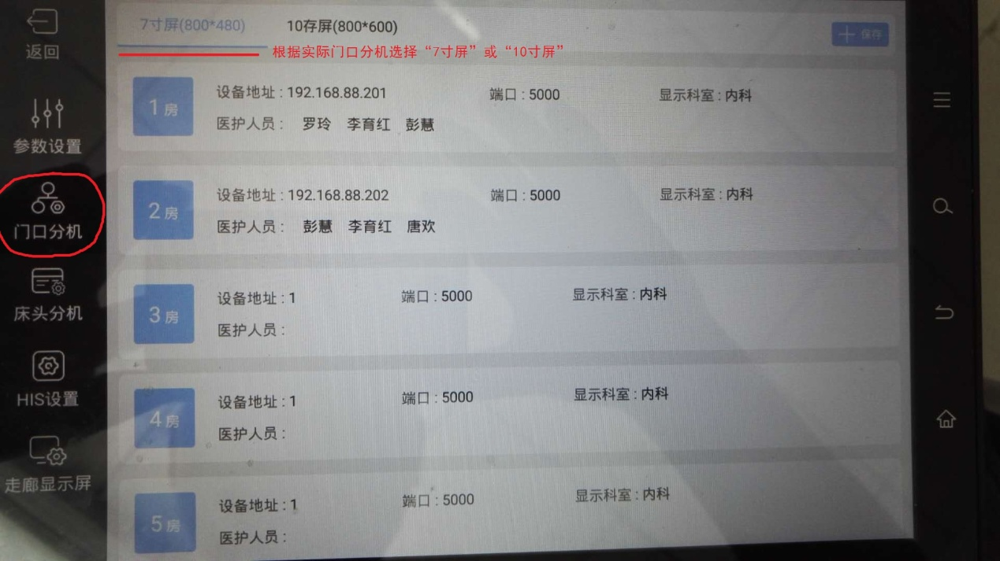 返回
参数设置
门口分机
床头分机
HIS设置
走廊显示屏
7寸屏(800*480) 10存屏(800*600)
保存
根据实际门口分机选择“7寸屏”或“10寸屏”
1房
设备地址 : 192.168.88.201 端口 : 5000 显示科室 : 内科
医护人员 : 罗玲 李育红 彭慧
2房
设备地址 : 192.168.88.202 端口 : 5000 显示科室 : 内科
医护人员 : 彭慧 李育红 唐欢
3房
设备地址 : 1 端口 : 5000 显示科室 : 内科
医护人员 :
4房
设备地址 : 1 端口 : 5000 显示科室 : 内科
医护人员 :
5房
设备地址 : 1 端口 : 5000 显示科室 : 内科
医护人员 :